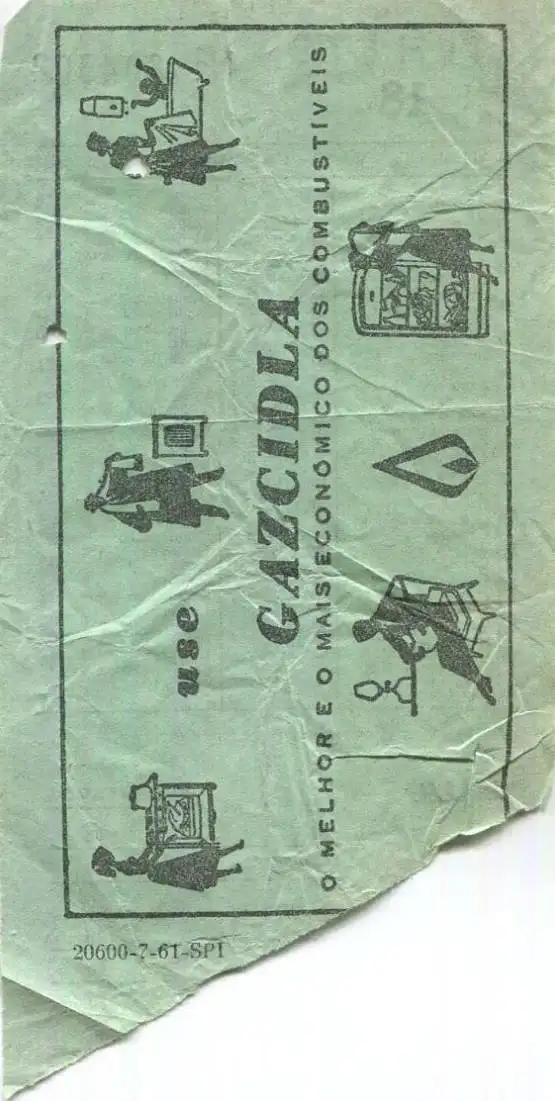 use
GAZCIDLA
O MELHOR E O MAIS ECONÓMICO DOS COMBUSTÍVEIS
20600-7-61-SPI